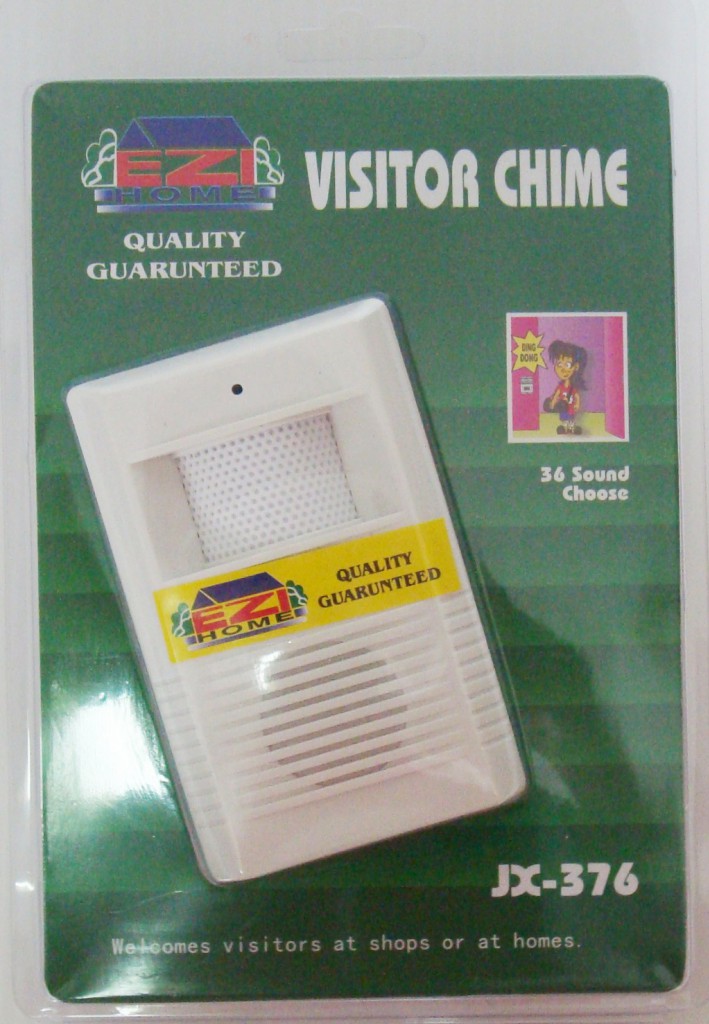 EZI
HOME
VISITOR CHIME
QUALITY
GUARUNTEED
DING
DONG
36 Sound
Choose
EZI
HOME
QUALITY
GUARUNTEED
JX-376
Welcomes visitors at shops or at homes.